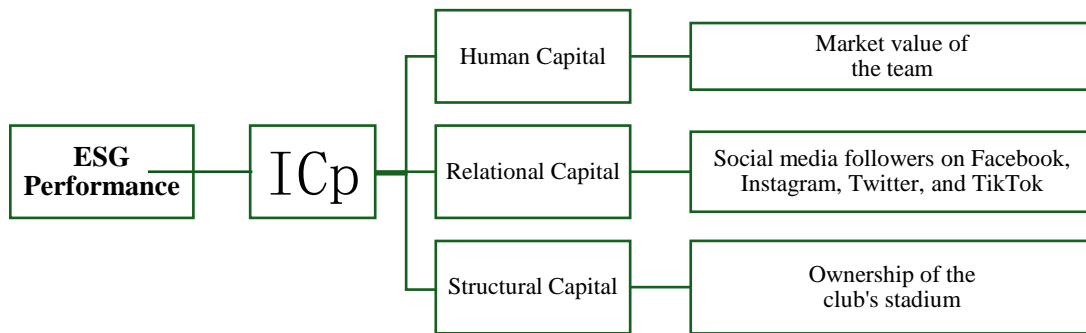 ESG
Performance
ICp
Human Capital
Market value of
the team
Relational Capital
Social media followers on Facebook,
Instagram, Twitter, and TikTok
Structural Capital
Ownership of the
club's stadium